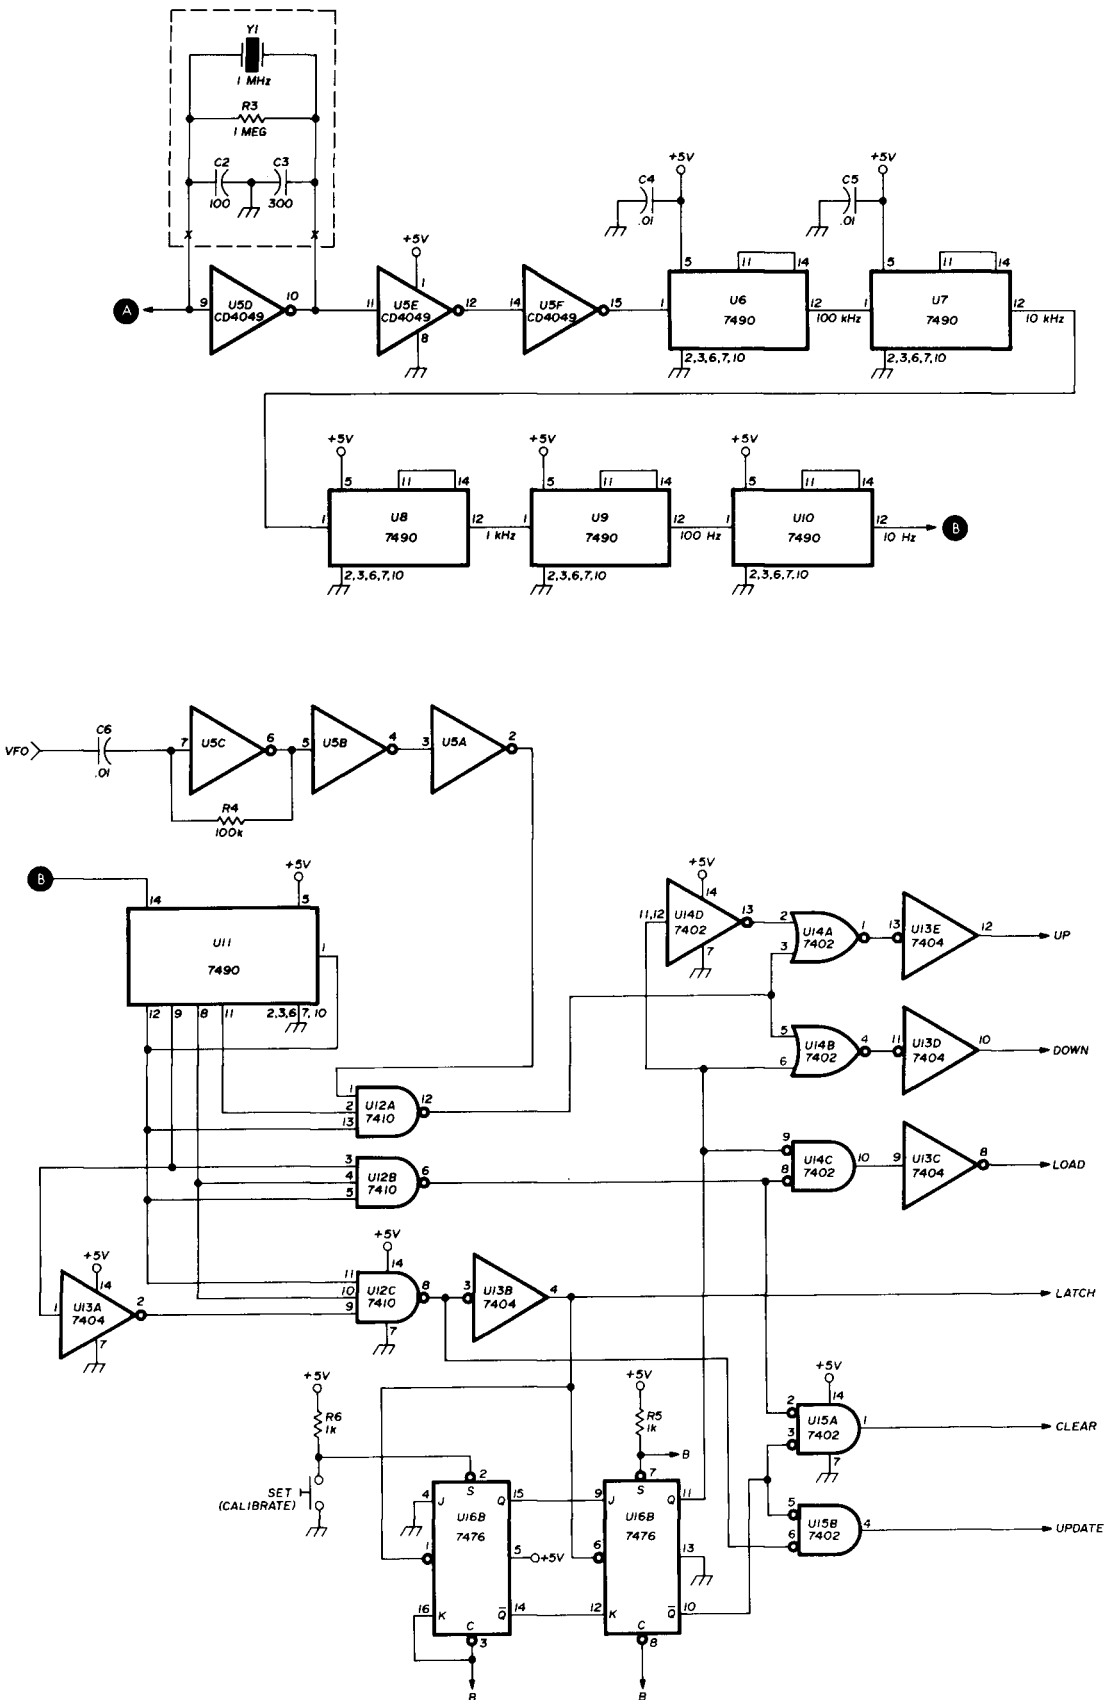 Y1
1 MHz
R3
1 MEG
C2
C3
100
300
X
X
+5V
+5V
+5V
C4
.01
C5
.01
A
9
U5D
CD4049
10
11
U5E
CD4049
1
8
12
14
U5F
CD4049
15
1
5
11
14
U6
7490
12
100 kHz
2,3,6,7,10
1
5
11
14
U7
7490
12
10 kHz
2,3,6,7,10
+5V
+5V
+5V
1
5
11
14
U8
7490
12
1 kHz
2,3,6,7,10
1
5
11
14
U9
7490
12
100 Hz
2,3,6,7,10
1
5
11
14
U10
7490
12
10 Hz
B
2,3,6,7,10
VFO
C6
.01
7
U5C
6
R4
100k
5
U5B
4
3
U5A
2
B
14
+5V
5
U11
7490
1
12
9
8
11
2,3,6,7,10
+5V
14
11,12
U14D
7402
13
7
2
3
U14A
7402
1
13
U13E
7404
12
UP
5
6
U14B
7402
4
11
U13D
7404
10
DOWN
1
2
13
U12A
7410
12
3
4
5
U12B
7410
6
9
8
U14C
7402
10
9
U13C
7404
8
LOAD
+5V
14
1
U13A
7404
2
7
+5V
14
11
10
9
U12C
7410
8
7
3
U13B
7404
4
LATCH
+5V
R6
1k
SET
(CALIBRATE)
+5V
R5
1k
B
+5V
14
2
3
U15A
7402
1
7
CLEAR
5
6
U15B
7402
4
UPDATE
2
S
4
J
Q
15
U16B
7476
1
5
+5V
16
K
C
Q̅
14
3
B
7
S
9
J
Q
11
U16B
7476
6
13
12
K
C
Q̅
10
8
B